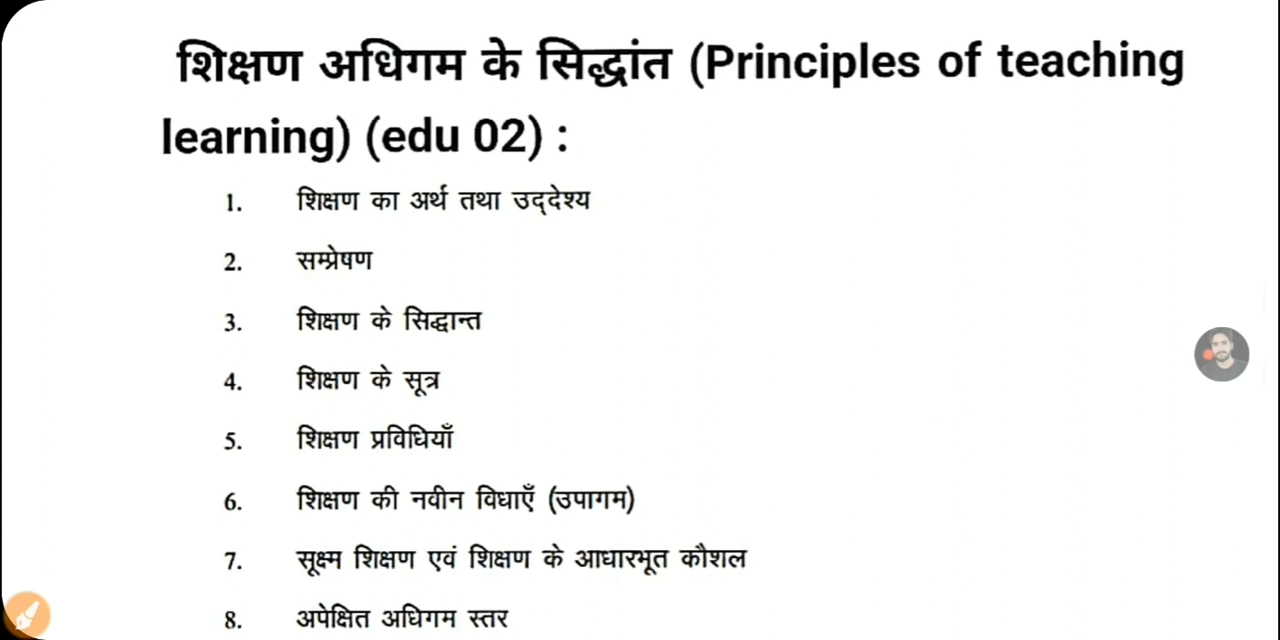 शिक्षण अधिगम के सिद्धांत (Principles of teaching
learning) (edu 02) :
1. शिक्षण का अर्थ तथा उद्‌देश्य
2. सम्प्रेषण
3. शिक्षण के सिद्धान्त
4. शिक्षण के सूत्र
5. शिक्षण प्रविधियाँ
6. शिक्षण की नवीन विधाएँ (उपागम)
7. सूक्ष्म शिक्षण एवं शिक्षण के आधारभूत कौशल
8. अपेक्षित अधिगम स्तर